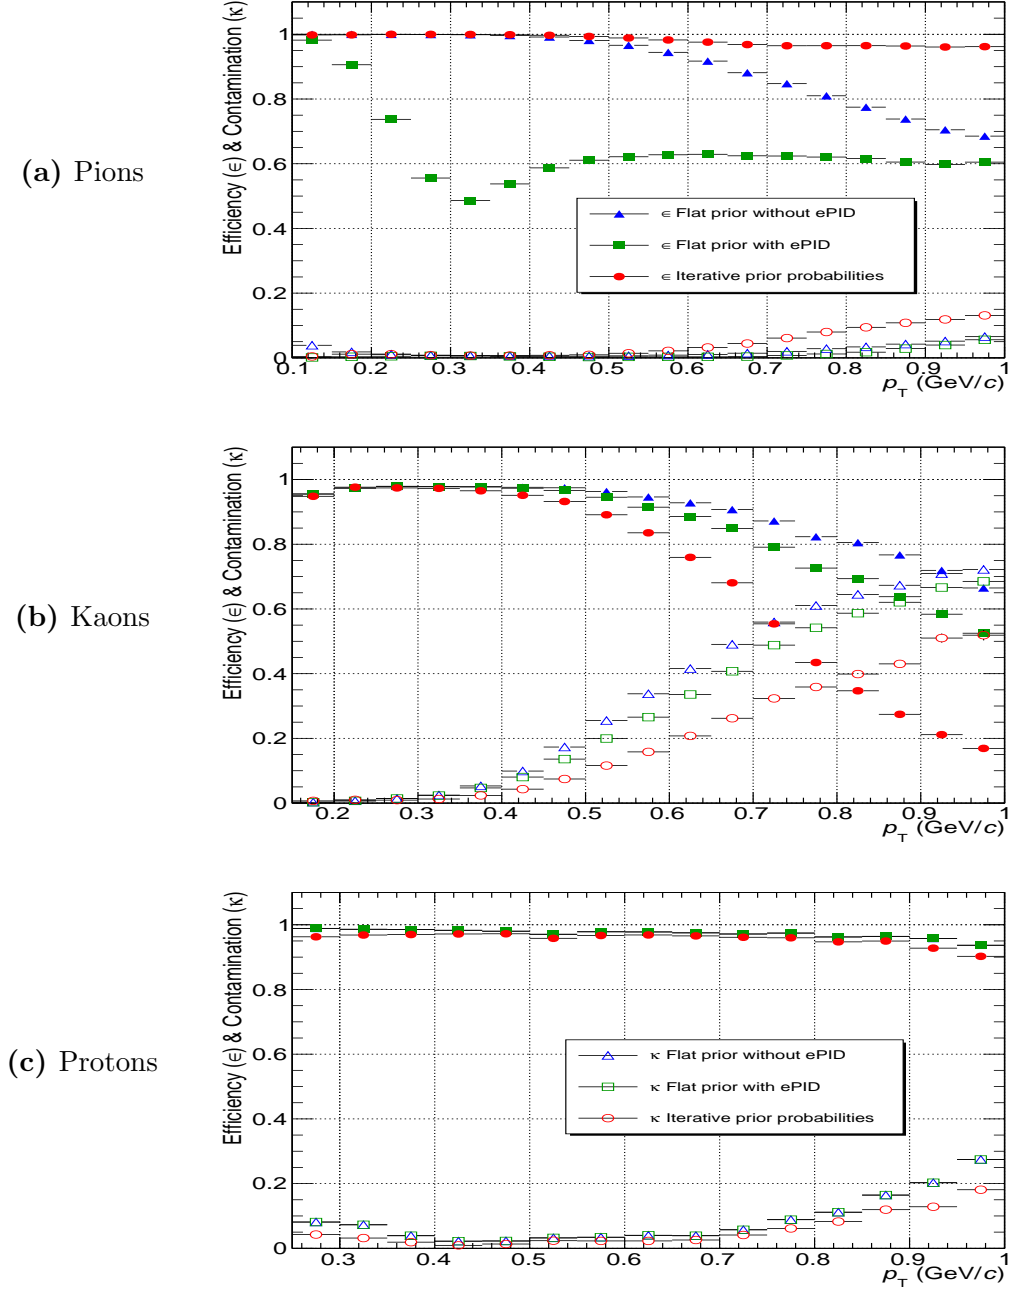 Efficiency (ϵ) & Contamination (κ)
1
0.8
0.6
0.4
0.2
0
(a) Pions
ϵ Flat prior without ePID
ϵ Flat prior with ePID
ϵ Iterative prior probabilities
0.1 0.2 0.3 0.4 0.5 0.6 0.7 0.8 0.9 1
p_T (GeV/c)
Efficiency (ϵ) & Contamination (κ)
1
0.8
0.6
0.4
0.2
0
(b) Kaons
0.2 0.3 0.4 0.5 0.6 0.7 0.8 0.9 1
p_T (GeV/c)
Efficiency (ϵ) & Contamination (κ)
1
0.8
0.6
0.4
0.2
0
(c) Protons
κ Flat prior without ePID
κ Flat prior with ePID
κ Iterative prior probabilities
0.3 0.4 0.5 0.6 0.7 0.8 0.9 1
p_T (GeV/c)